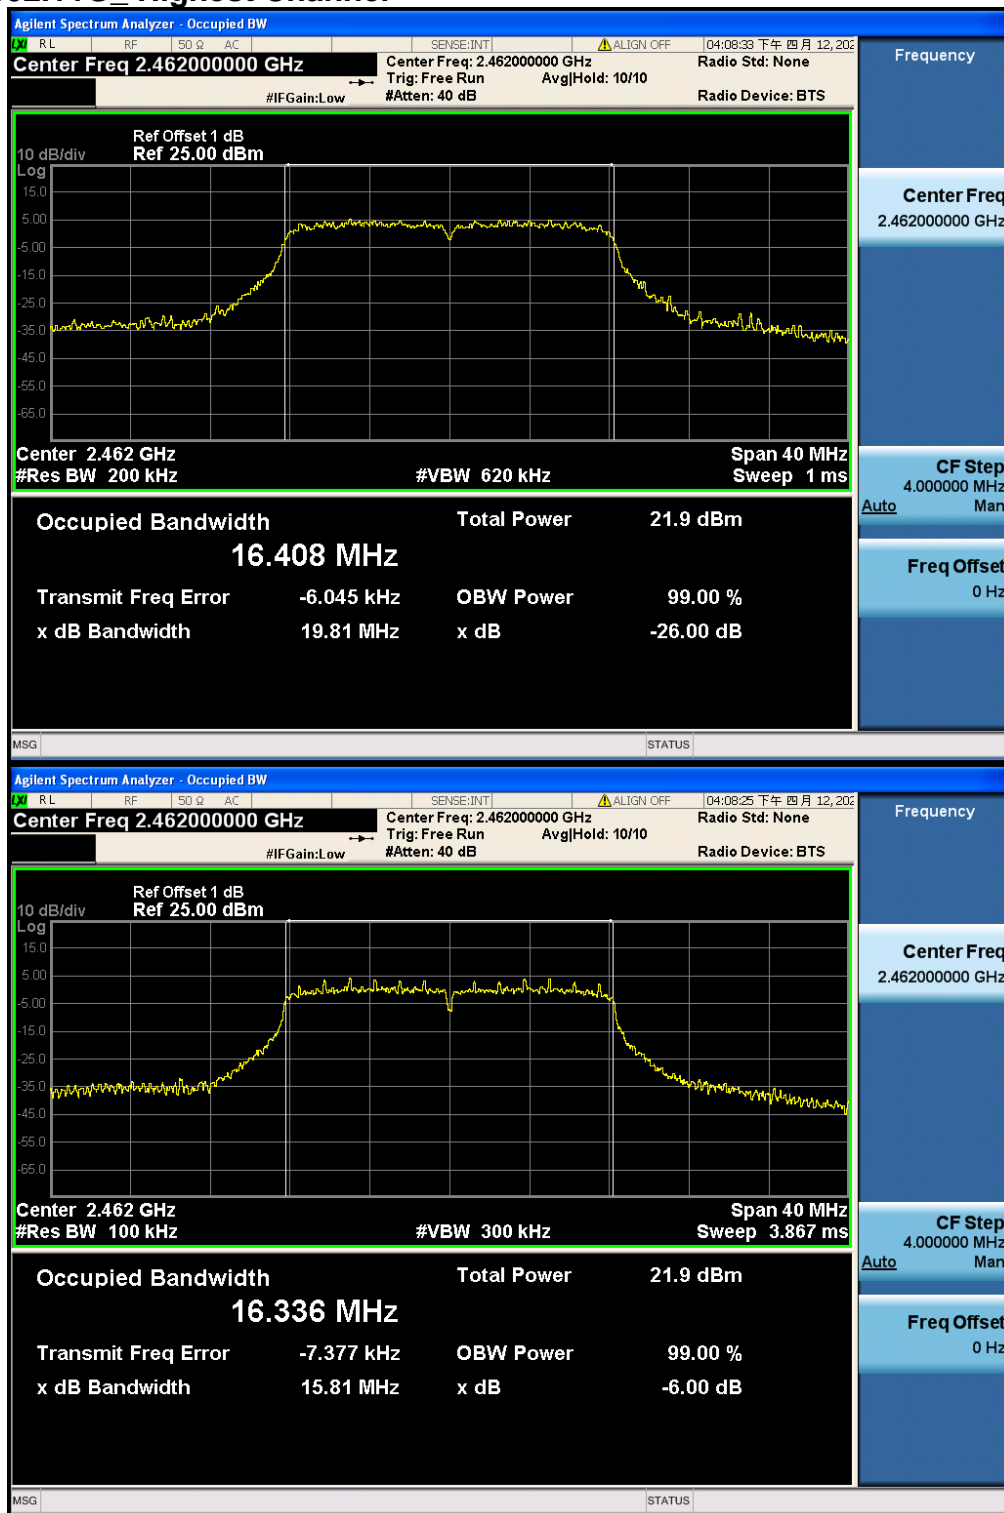 Highest Channel
Agilent Spectrum Analyzer - Occupied BW
LXI RL RF 50 Ω AC SENSE:INT ALIGN OFF 04:08:33 下午 四月 12, 202
Center Freq 2.462000000 GHz
Center Freq: 2.462000000 GHz Radio Std: None
Trig: Free Run Avg|Hold: 10/10
#IFGain:Low #Atten: 40 dB Radio Device: BTS
Frequency
Ref Offset 1 dB
10 dB/div Ref 25.00 dBm
Log
15.0
5.00
-5.00
-15.0
-25.0
-35.0
-45.0
-55.0
-65.0
Center 2.462 GHz Span 40 MHz
#Res BW 200 kHz #VBW 620 kHz Sweep 1 ms
Center Freq
2.462000000 GHz
CF Step
4.000000 MHz
Auto Man
Freq Offset
0 Hz
Occupied Bandwidth Total Power 21.9 dBm
16.408 MHz
Transmit Freq Error -6.045 kHz OBW Power 99.00 %
x dB Bandwidth 19.81 MHz x dB -26.00 dB
MSG STATUS
Agilent Spectrum Analyzer - Occupied BW
LXI RL RF 50 Ω AC SENSE:INT ALIGN OFF 04:08:25 下午 四月 12, 202
Center Freq 2.462000000 GHz
Center Freq: 2.462000000 GHz Radio Std: None
Trig: Free Run Avg|Hold: 10/10
#IFGain:Low #Atten: 40 dB Radio Device: BTS
Frequency
Ref Offset 1 dB
10 dB/div Ref 25.00 dBm
Log
15.0
5.00
-5.00
-15.0
-25.0
-35.0
-45.0
-55.0
-65.0
Center 2.462 GHz Span 40 MHz
#Res BW 100 kHz #VBW 300 kHz Sweep 3.867 ms
Center Freq
2.462000000 GHz
CF Step
4.000000 MHz
Auto Man
Freq Offset
0 Hz
Occupied Bandwidth Total Power 21.9 dBm
16.336 MHz
Transmit Freq Error -7.377 kHz OBW Power 99.00 %
x dB Bandwidth 15.81 MHz x dB -6.00 dB
MSG STATUS